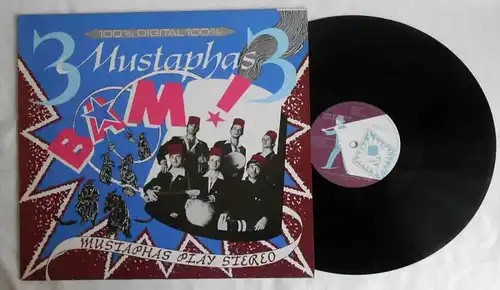 100% DIGITAL 100%
3 Mustaphas 3
BAM!
MUSTAPHAS PLAY STEREO